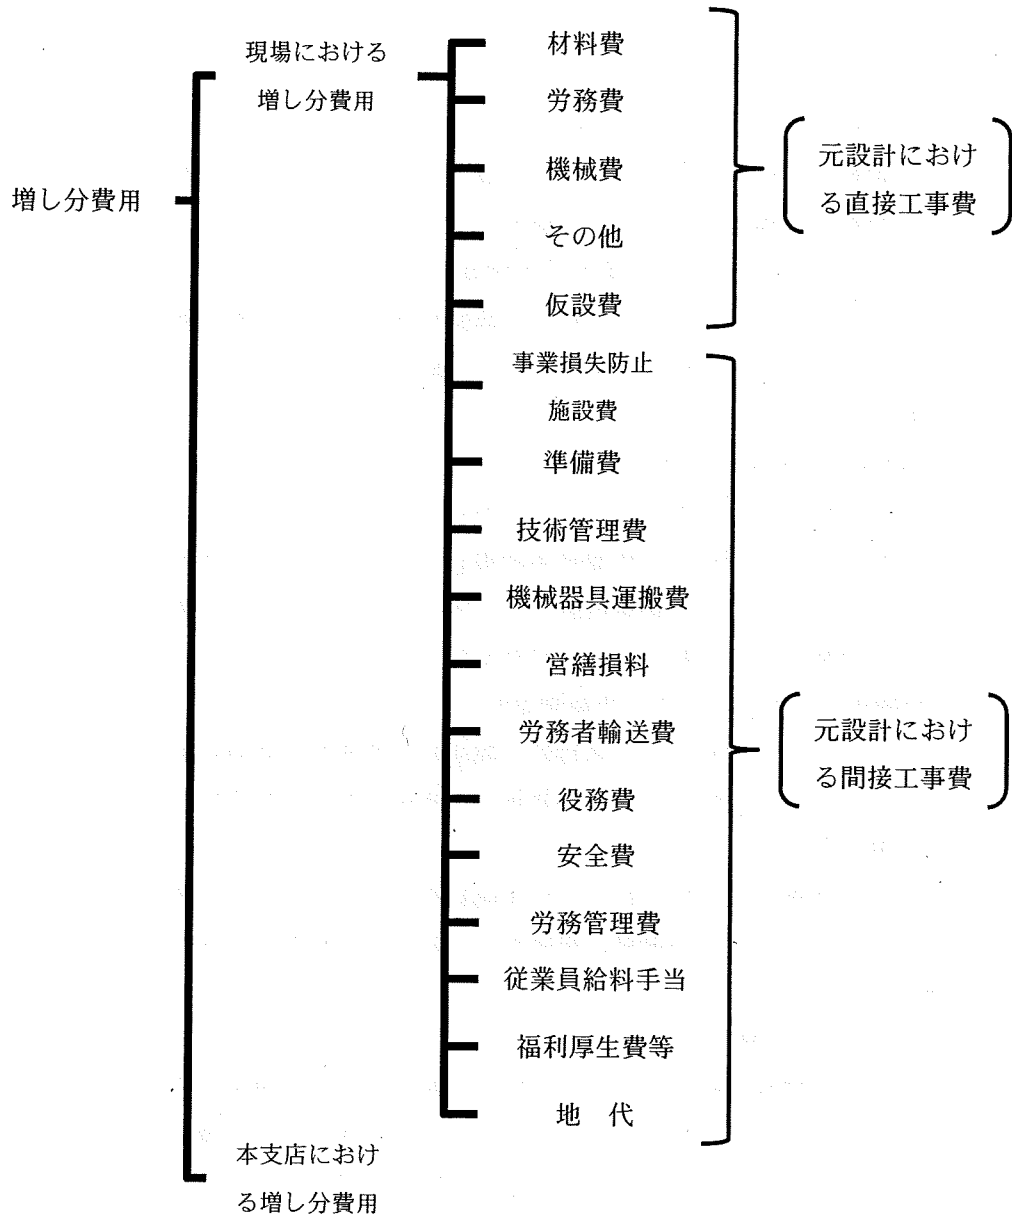 増し分費用
現場における
増し分費用
材料費
労務費
機械費
その他
仮設費
事業損失防止
施設費
準備費
技術管理費
機械器具運搬費
営繕損料
労務者輸送費
役務費
安全費
労務管理費
従業員給料手当
福利厚生費等
地　代
元設計におけ
る直接工事費
元設計におけ
る間接工事費
本支店におけ
る増し分費用